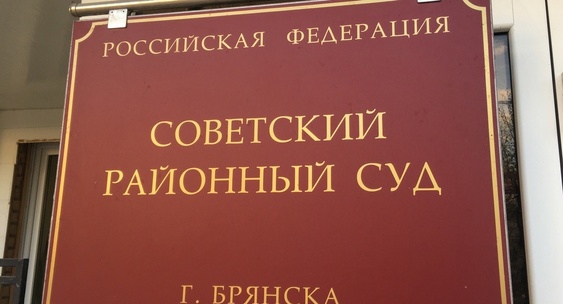 РОССИЙСКАЯ ФЕДЕРАЦИЯ
СОВЕТСКИЙ
РАЙОННЫЙ СУД
Г. БРЯНСКА